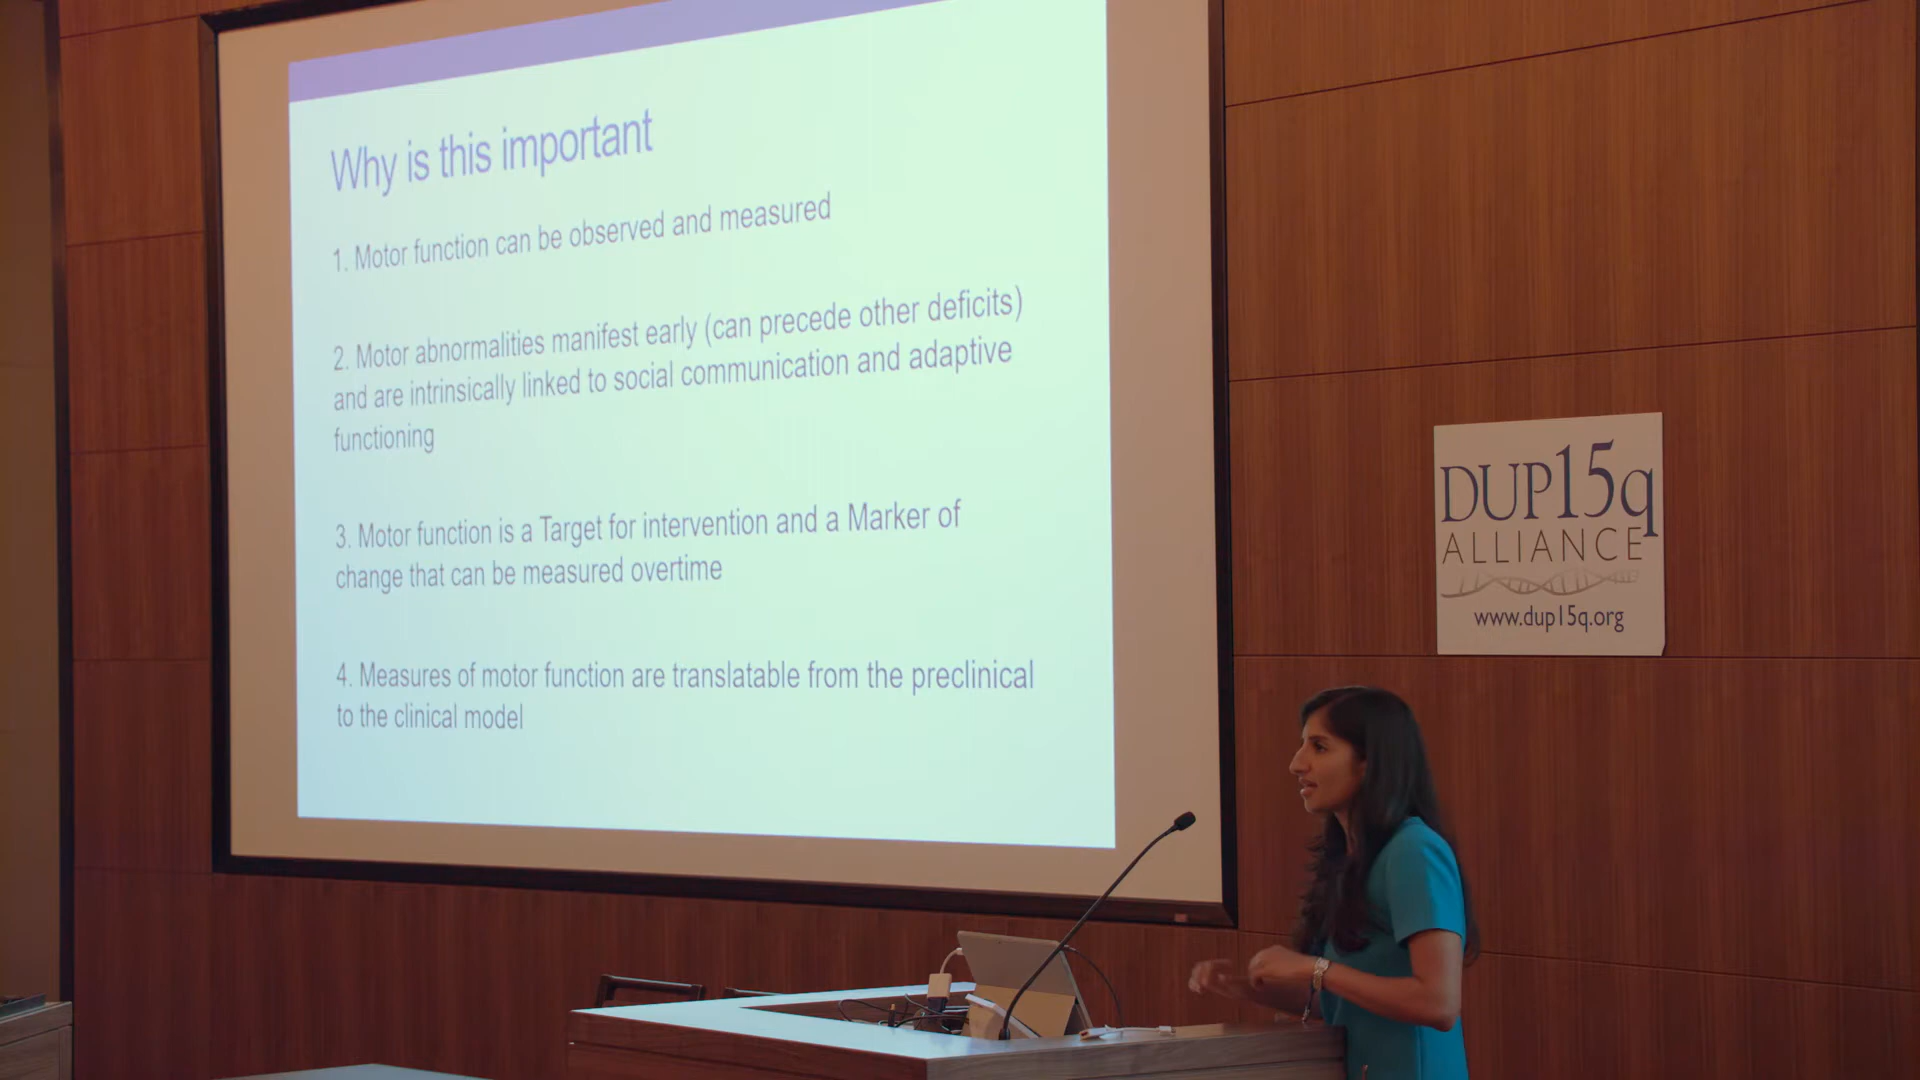 Why is this important
1. Motor function can be observed and measured
2. Motor abnormalities manifest early (can precede other deficits)
and are intrinsically linked to social communication and adaptive
functioning
3. Motor function is a Target for intervention and a Marker of
change that can be measured overtime
4. Measures of motor function are translatable from the preclinical
to the clinical model
DUP15q
ALLIANCE
www.dup15q.org